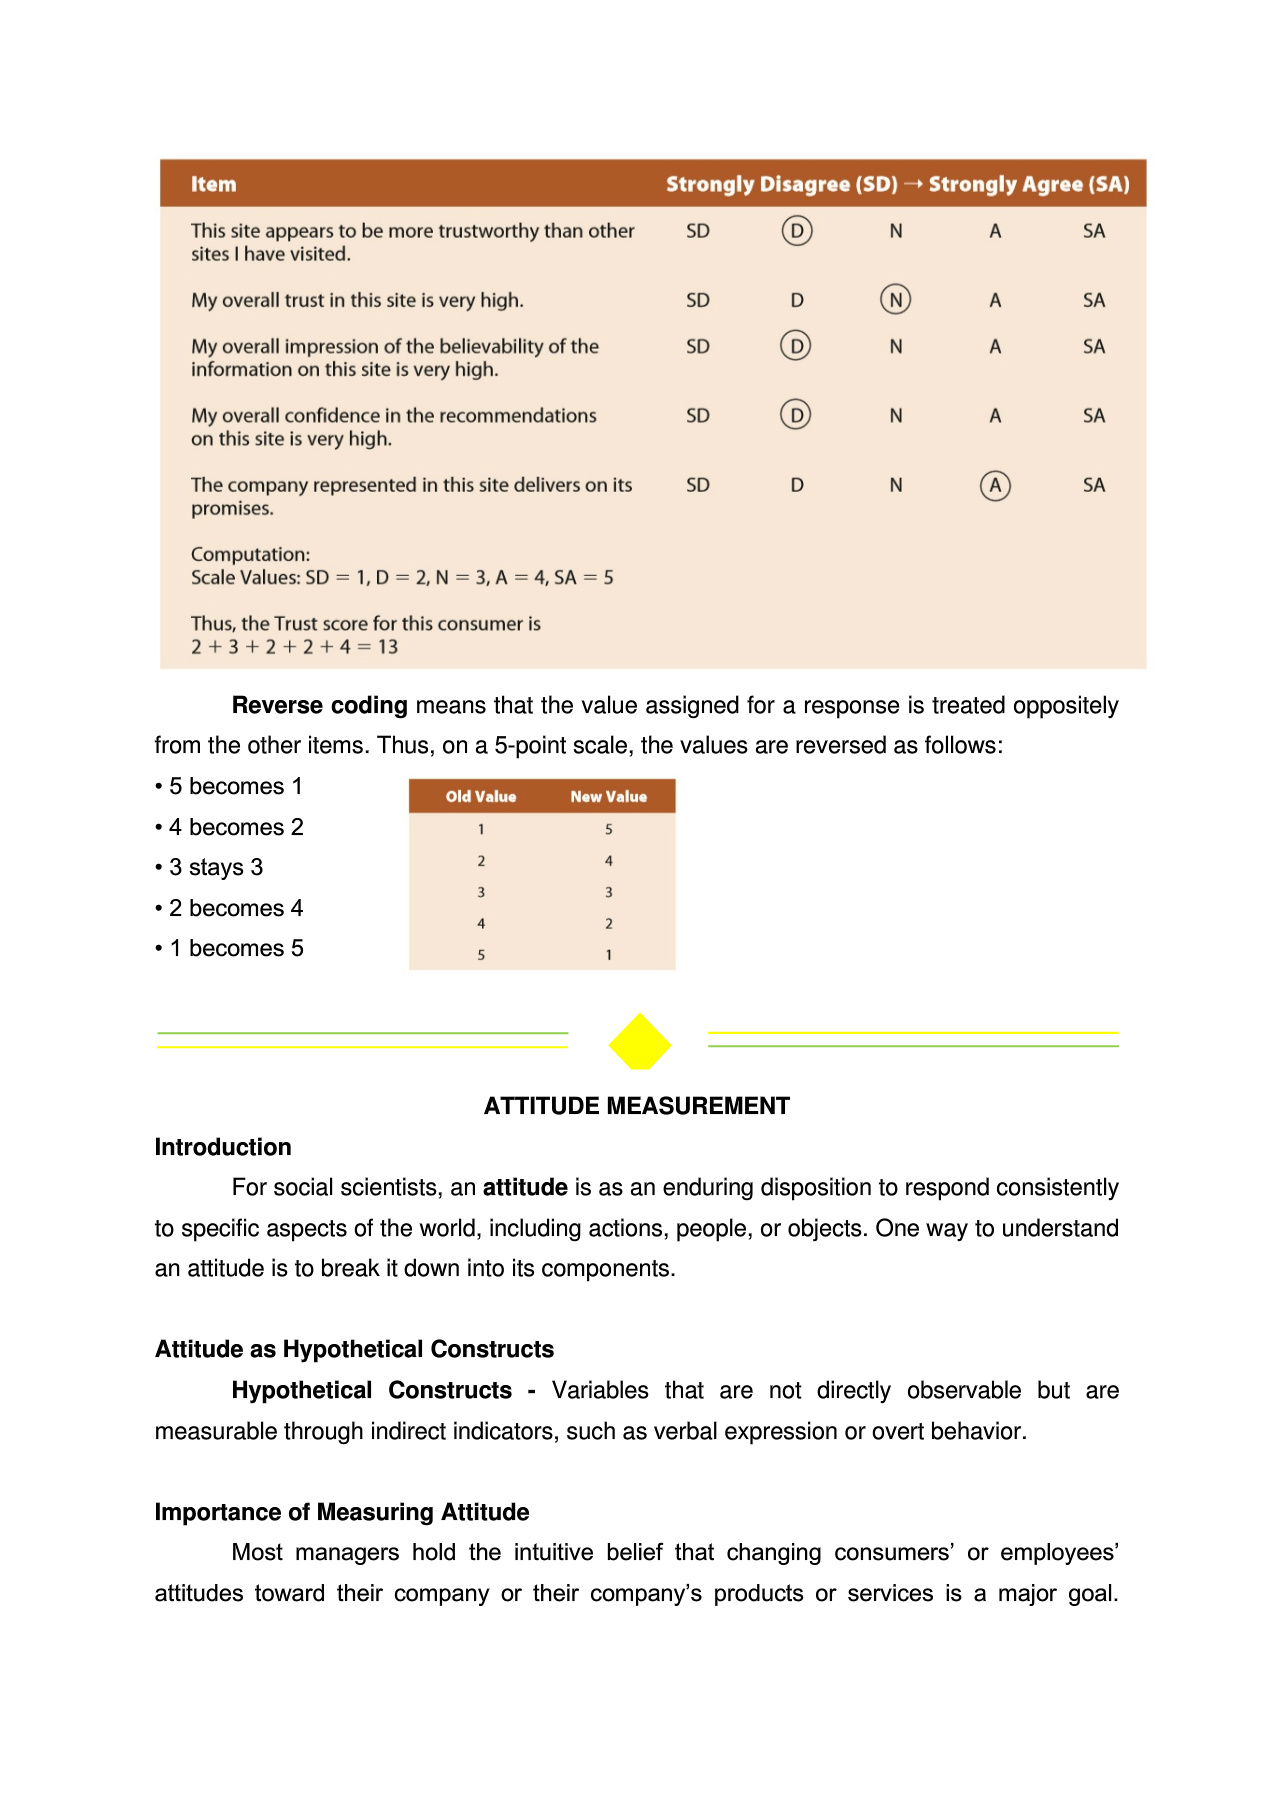 Item Strongly Disagree (SD) → Strongly Agree (SA)
This site appears to be more trustworthy than other SD D N A SA
sites I have visited.
My overall trust in this site is very high. SD D N A SA
My overall impression of the believability of the SD D N A SA
information on this site is very high.
My overall confidence in the recommendations SD D N A SA
on this site is very high.
The company represented in this site delivers on its SD D N A SA
promises.
Computation:
Scale Values: SD = 1, D = 2, N = 3, A = 4, SA = 5
Thus, the Trust score for this consumer is
2 + 3 + 2 + 2 + 4 = 13
Reverse coding means that the value assigned for a response is treated oppositely
from the other items. Thus, on a 5-point scale, the values are reversed as follows:
• 5 becomes 1
• 4 becomes 2
• 3 stays 3
• 2 becomes 4
• 1 becomes 5
Old Value New Value
1 5
2 4
3 3
4 2
5 1
ATTITUDE MEASUREMENT
Introduction
For social scientists, an attitude is as an enduring disposition to respond consistently
to specific aspects of the world, including actions, people, or objects. One way to understand
an attitude is to break it down into its components.
Attitude as Hypothetical Constructs
Hypothetical Constructs - Variables that are not directly observable but are
measurable through indirect indicators, such as verbal expression or overt behavior.
Importance of Measuring Attitude
Most managers hold the intuitive belief that changing consumers’ or employees’
attitudes toward their company or their company’s products or services is a major goal.